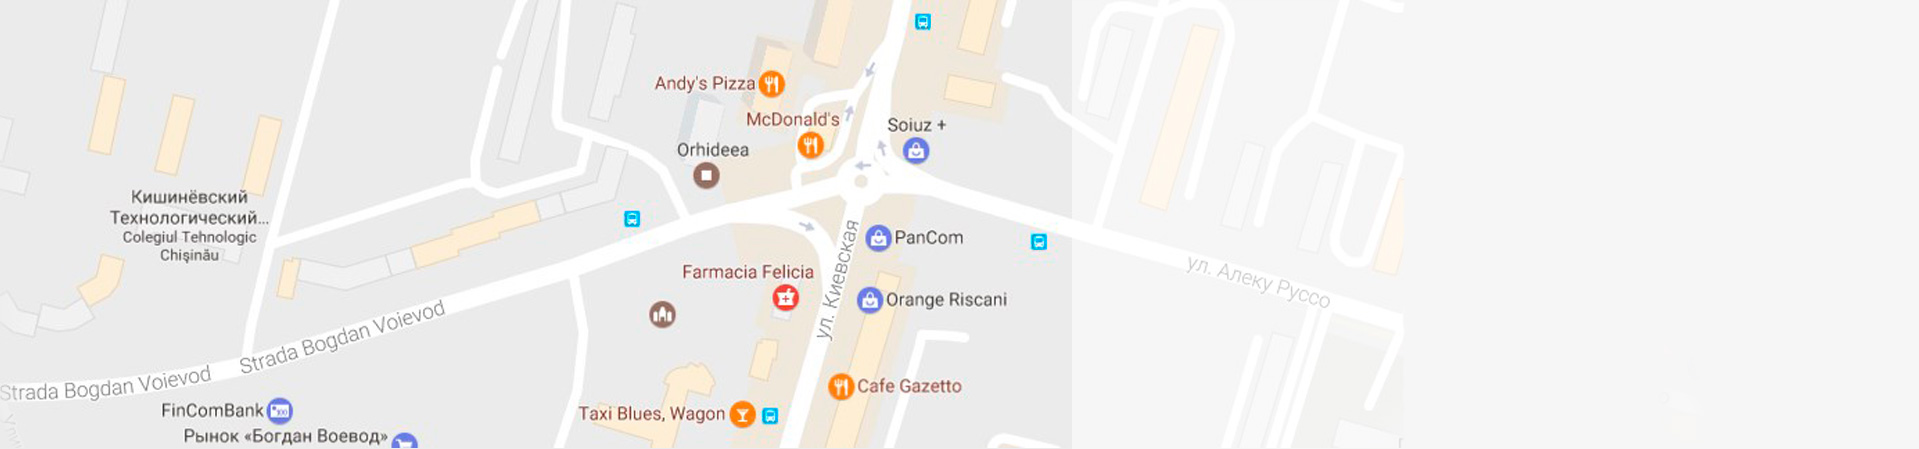 Andy's Pizza
McDonald's
Soiuz +
Orhideea
Кишинёвский
Технологический...
Colegiul Tehnologic
Chişinău
PanCom
ул. Киевская
ул. Алеку Руссо
Farmacia Felicia
Orange Riscani
Strada Bogdan Voievod
Strada Bogdan Voievod
Cafe Gazetto
FinComBank
Taxi Blues, Wagon
Рынок «Богдан Воевод»